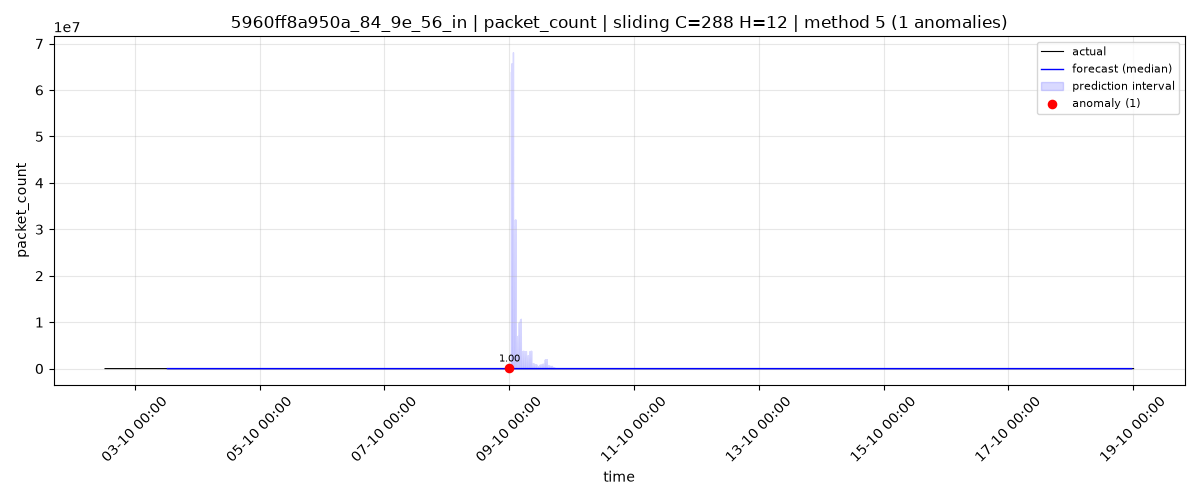 5960ff8a950a_84_9e_56_in | packet_count | sliding C=288 H=12 | method 5 (1 anomalies)
1e7
7
6
5
4
3
2
1
0
packet_count
actual
forecast (median)
prediction interval
anomaly (1)
1.00
03-10 00:00
05-10 00:00
07-10 00:00
09-10 00:00
11-10 00:00
13-10 00:00
15-10 00:00
17-10 00:00
19-10 00:00
time